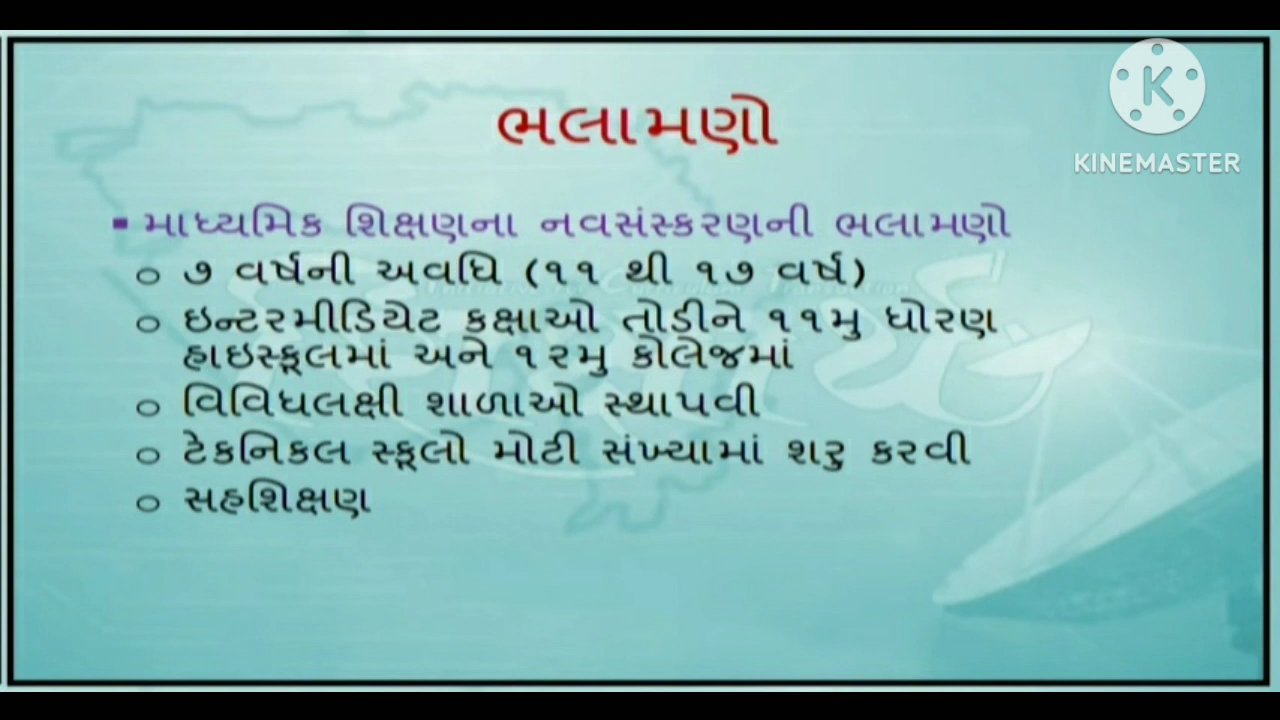 ભલામણો
KINEMASTER
▪ માધ્યમિક શિક્ષણના નવસંસ્કરણની ભલામણો
o ૭ વર્ષની અવધિ (૧૧ થી ૧૭ વર્ષ)
o ઇન્ટરમીડિયેટ કક્ષાઓ તોડીને ૧૧મુ ધોરણ
હાઇસ્કૂલમાં અને ૧૨મુ કોલેજમાં
o વિવિધલક્ષી શાળાઓ સ્થાપવી
o ટેકનિકલ સ્કૂલો મોટી સંખ્યામાં શરુ કરવી
o સહશિક્ષણ